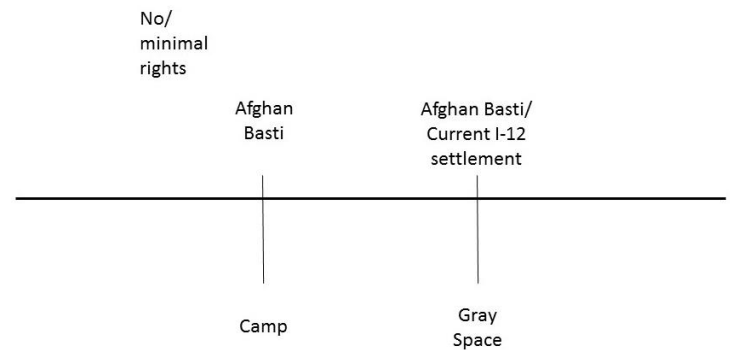 No/
minimal
rights
Afghan
Basti
Afghan Basti/
Current I-12
settlement
Camp
Gray
Space